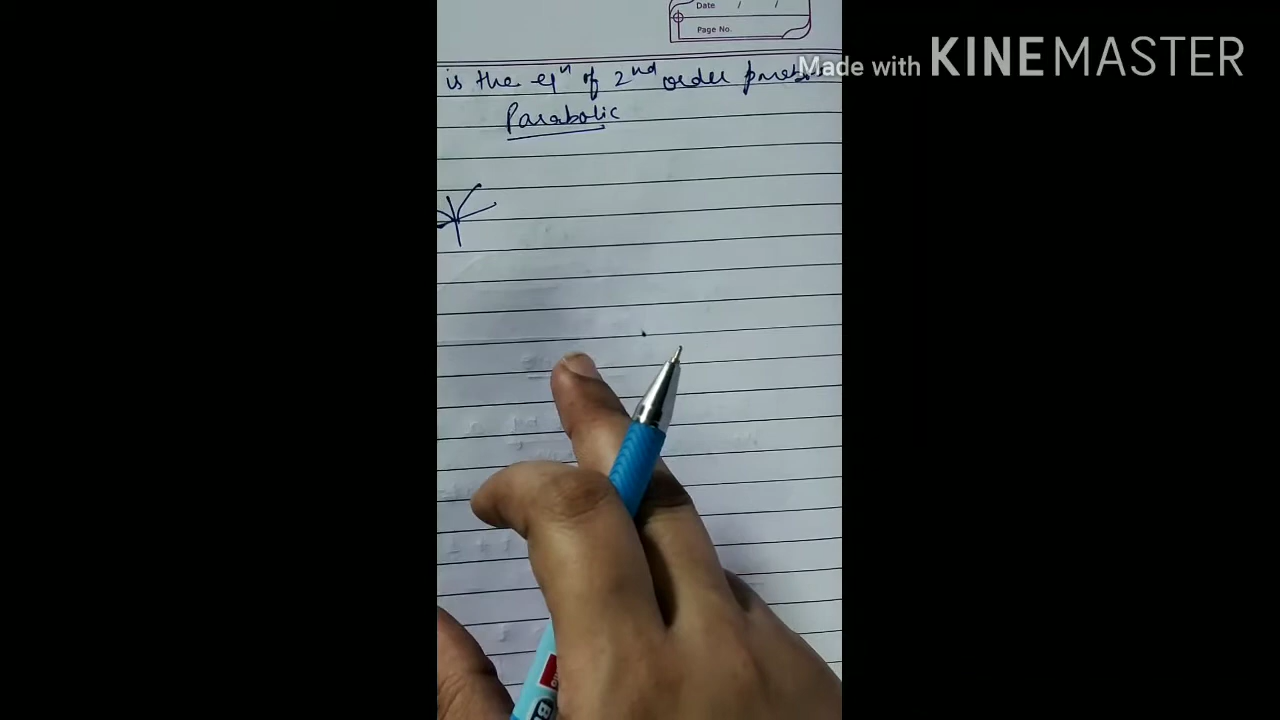 Date / /
Page No.
Made with KINEMASTER
is the eqⁿ of 2nd order
Parabolic